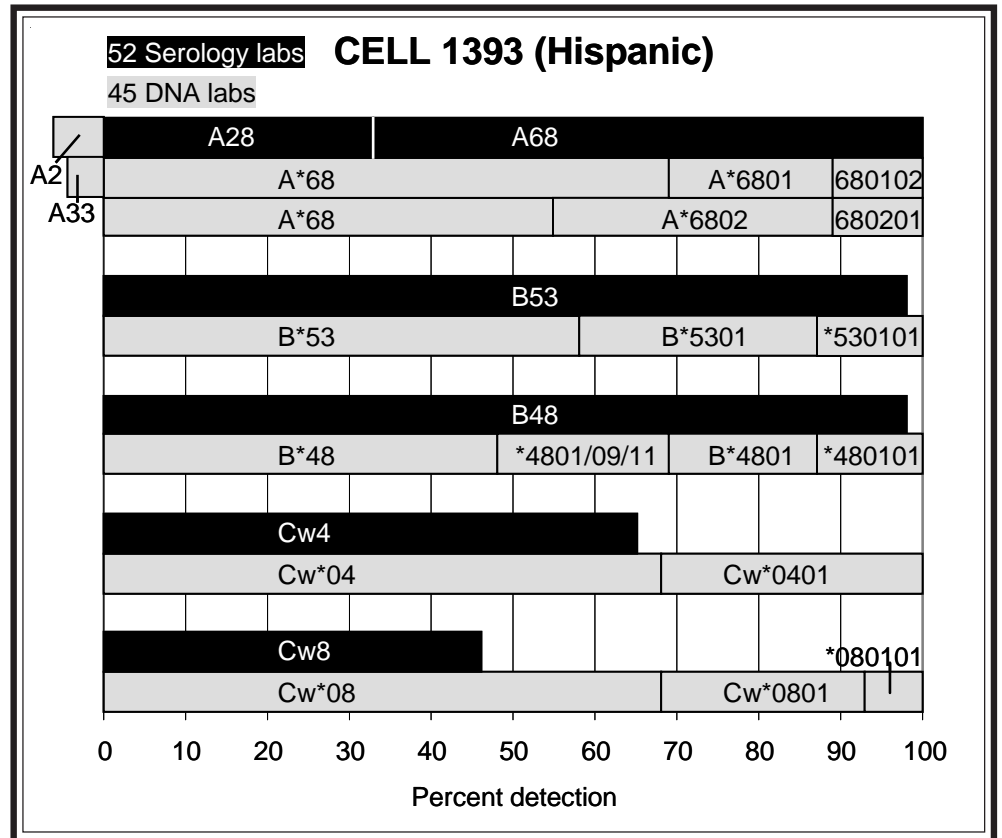 52 Serology labs CELL 1393 (Hispanic)
45 DNA labs
A28 A68
A2
A*68 A*6801 680102
A33
A*68 A*6802 680201
B53
B*53 B*5301 *530101
B48
B*48 *4801/09/11 B*4801 *480101
Cw4
Cw*04 Cw*0401
Cw8 *080101
Cw*08 Cw*0801
0 10 20 30 40 50 60 70 80 90 100
Percent detection